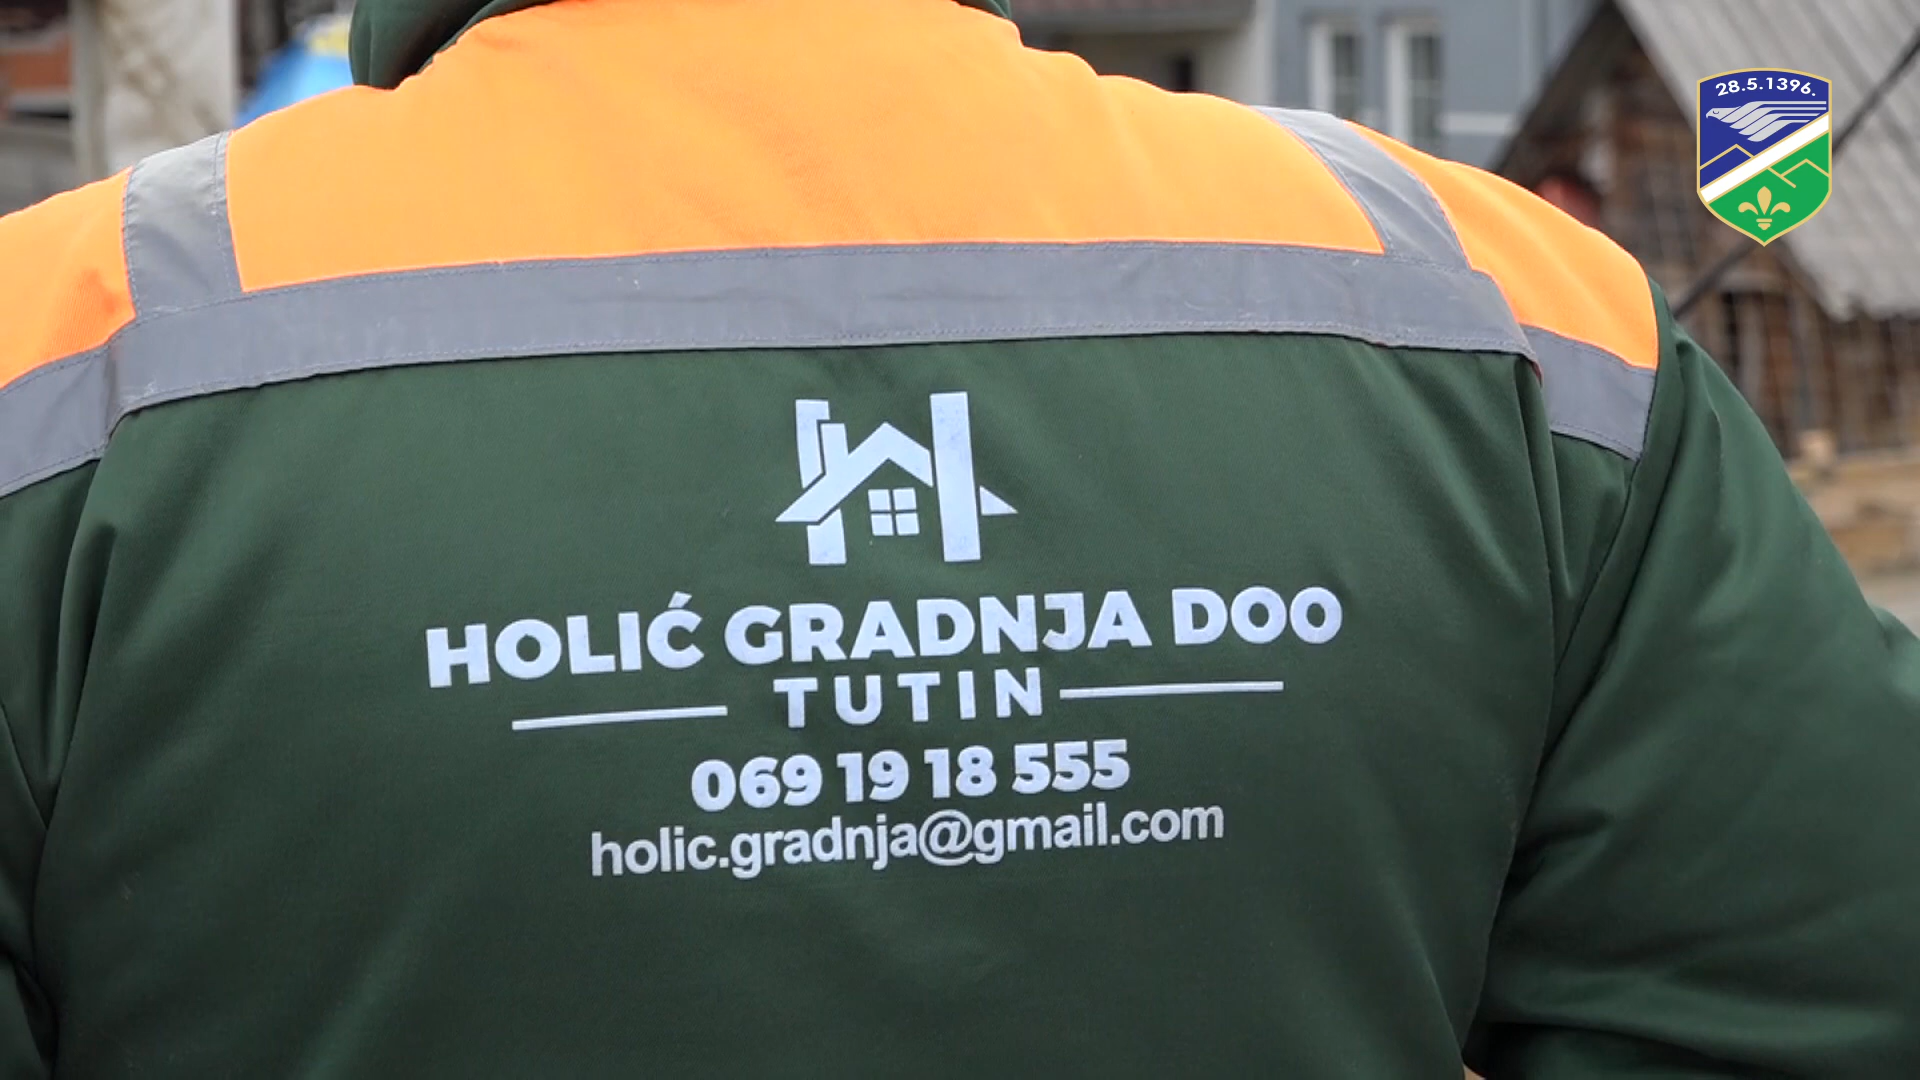 28.5.1396.
HOLIĆ GRADNJA DOO
TUTIN
069 19 18 555
holic.gradnja@gmail.com